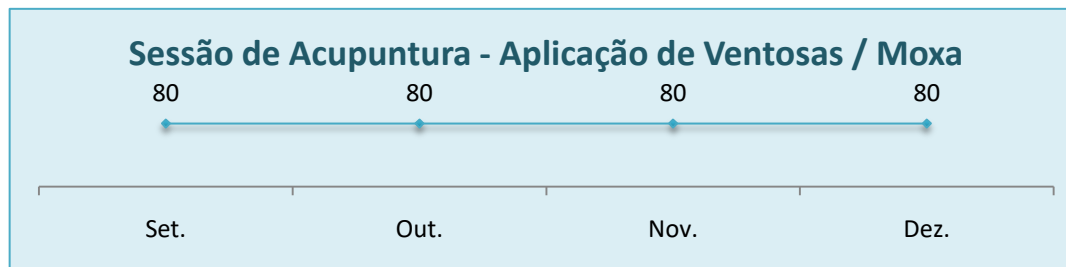 Sessão de Acupuntura - Aplicação de Ventosas / Moxa
80 80 80 80
Set. Out. Nov. Dez.